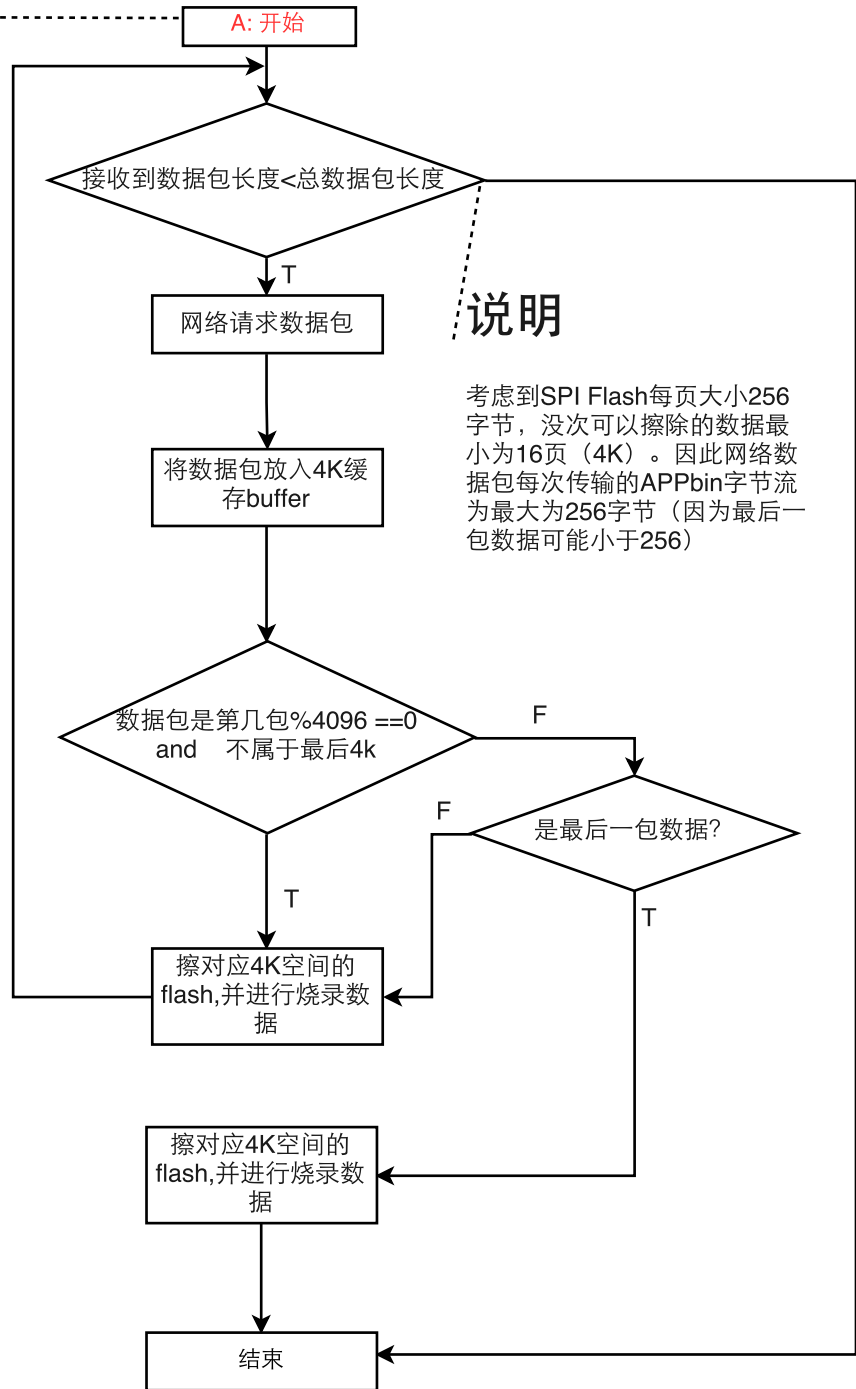 A: 开始
接收到数据包长度<总数据包长度
T
网络请求数据包
说明
考虑到SPI Flash每页大小256
字节，没次可以擦除的数据最
小为16页（4K）。因此网络数
据包每次传输的APPbin字节流
为最大为256字节（因为最后一
包数据可能小于256）
将数据包放入4K缓
存buffer
数据包是第几包%4096 ==0
and 不属于最后4k
F
是最后一包数据?
F
T
T
擦对应4K空间的
flash,并进行烧录数
据
擦对应4K空间的
flash,并进行烧录数
据
结束